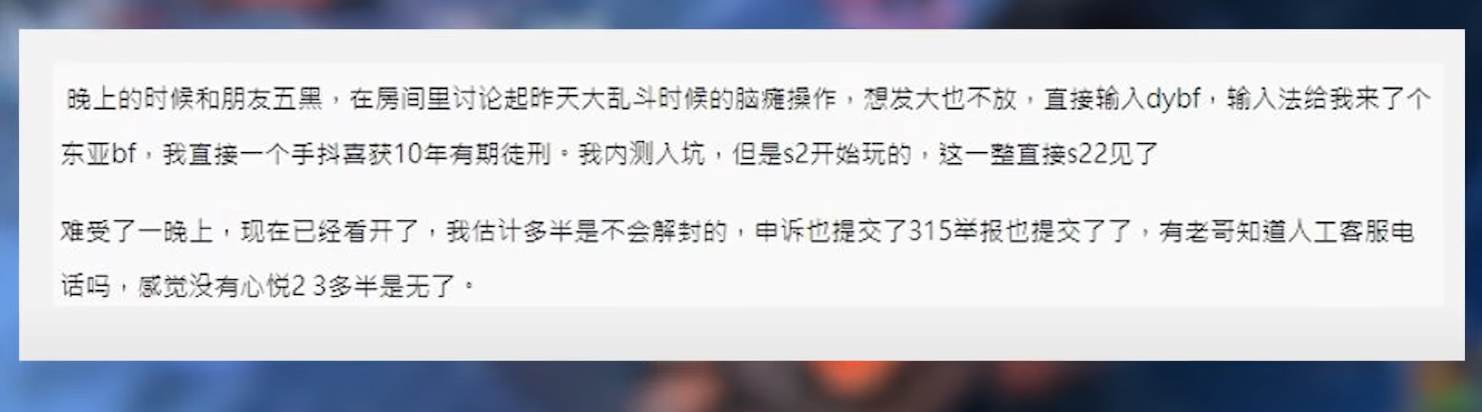 晚上的时候和朋友五黑，在房间里讨论起昨天大乱斗时候的脑瘫操作，想发大也不放，直接输入dybf，输入法给我来了个
东亚bf，我直接一个手抖喜获10年有期徒刑。我内测入坑，但是s2开始玩的，这一整直接s22见了
难受了一晚上，现在已经看开了，我估计多半是不会解封的，申诉也提交了315举报也提交了了，有老哥知道人工客服电
话吗，感觉没有心悦2 3多半是无了。